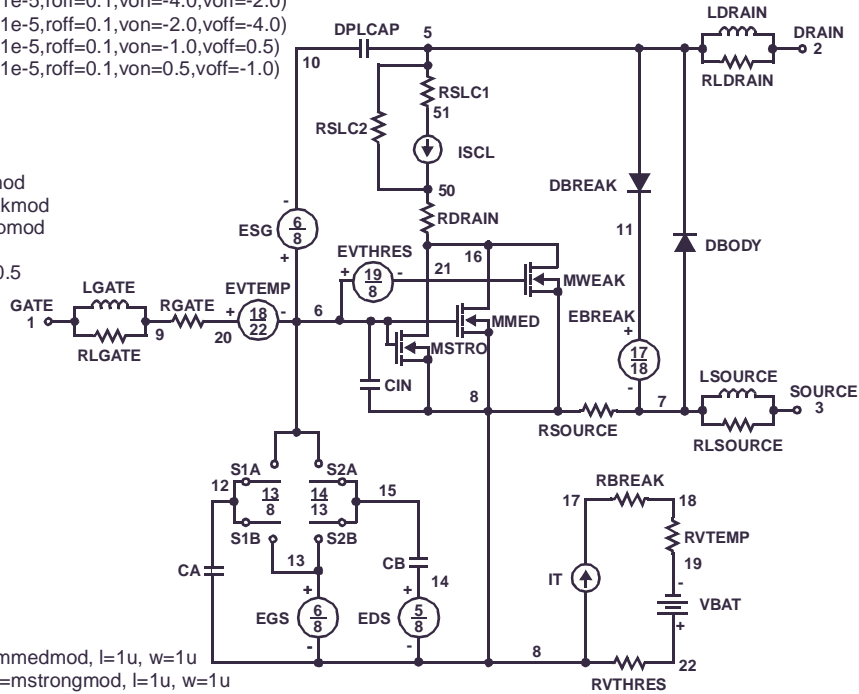 1e-5,roff=0.1,von=-4.0,voff=-2.0)
1e-5,roff=0.1,von=-2.0,voff=-4.0)
1e-5,roff=0.1,von=-1.0,voff=0.5)
1e-5,roff=0.1,von=0.5,voff=-1.0)
nod
kmod
omod
0.5
mmedmod, l=1u, w=1u
=mstrongmod, l=1u, w=1u
DPLCAP
5
10
LDRAIN
DRAIN
2
RLDRAIN
RSLC1
51
RSLC2
ISCL
50
RDRAIN
DBREAK
11
DBODY
-
ESG
6
8
+
EVTHRES
+
19
8
-
21
16
MWEAK
LGATE
GATE
1
RLGATE
9
RGATE
20
EVTEMP
+
18
22
-
6
MMED
MSTRO
CIN
EBREAK
+
17
18
-
8
RSOURCE
7
LSOURCE
SOURCE
3
RLSOURCE
12
S1A
S2A
13
8
14
13
15
S1B
S2B
13
CA
CB
14
+
EGS
6
8
-
+
EDS
5
8
-
RBREAK
17
18
RVTEMP
19
IT
-
VBAT
+
8
22
RVTHRES